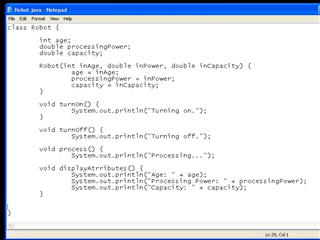 Robot.java - Notepad
File Edit Format View Help
class Robot {
int age;
double processingPower;
double capacity;
Robot(int inAge, double inPower, double inCapacity) {
age = inAge;
processingPower = inPower;
capacity = inCapacity;
}
void turnOn() {
System.out.println("Turning on.");
}
void turnOff() {
System.out.println("Turning off.");
}
void process() {
System.out.println("Processing...");
}
void displayAttributes() {
System.out.println("Age: " + age);
System.out.println("Processing Power: " + processingPower);
System.out.println("Capacity: " + capacity);
}
}
Ln 29, Col 1